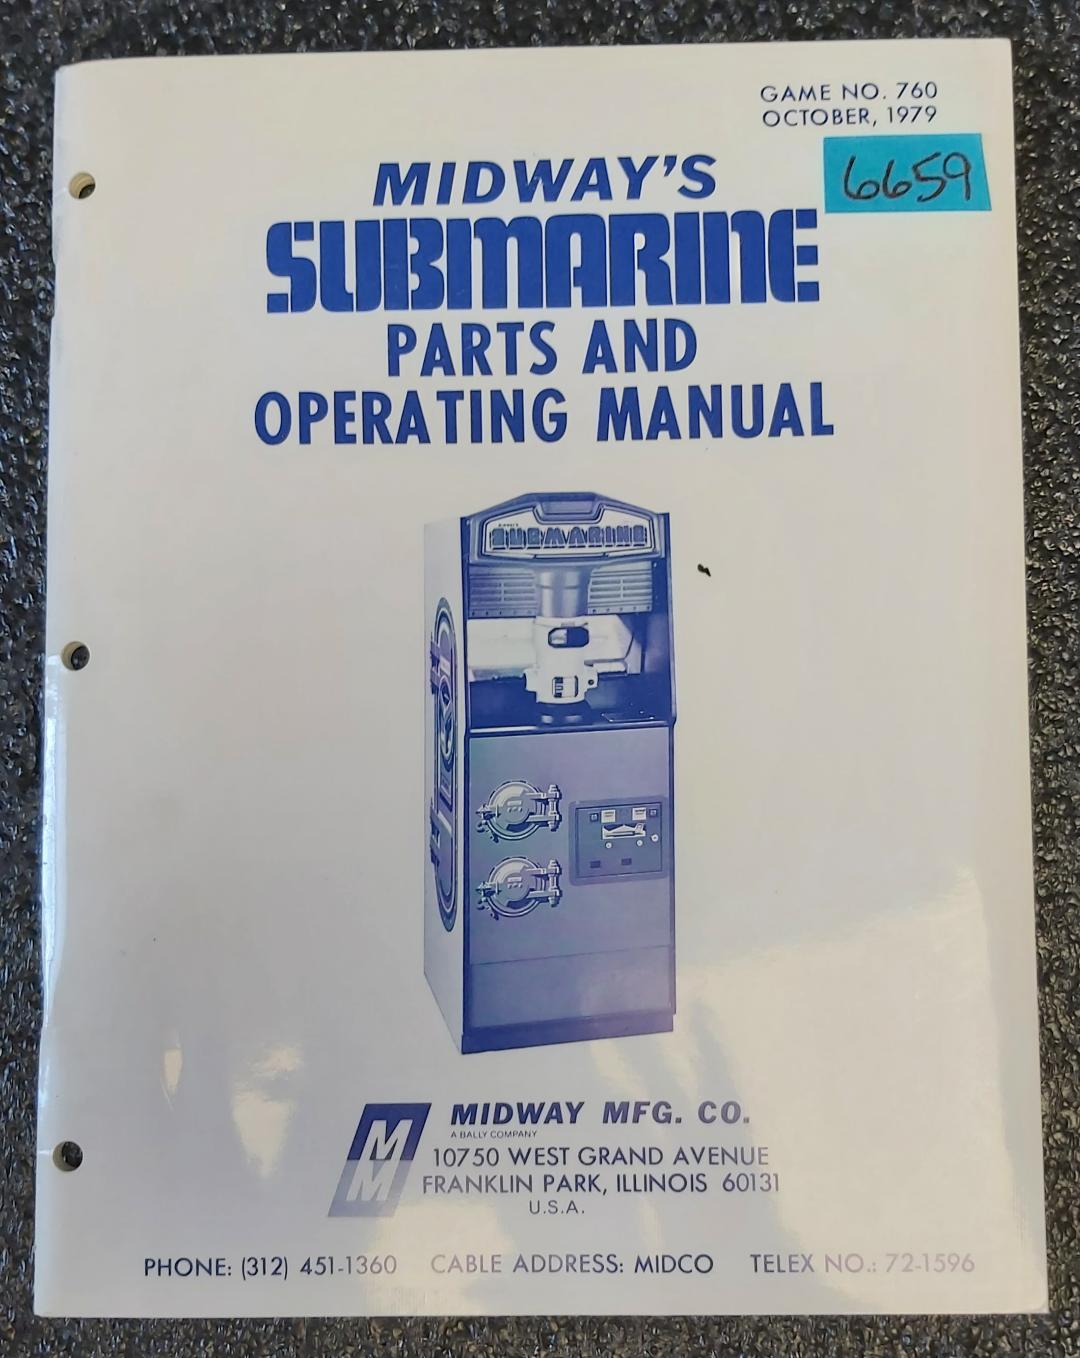 GAME NO. 760
OCTOBER, 1979
6659
MIDWAY'S
SUBMARINE
PARTS AND
OPERATING MANUAL
SUBMARINE
MM
MIDWAY MFG. CO.
A BALLY COMPANY
10750 WEST GRAND AVENUE
FRANKLIN PARK, ILLINOIS 60131
U.S.A.
PHONE: (312) 451-1360 CABLE ADDRESS: MIDCO TELEX NO.: 72-1596